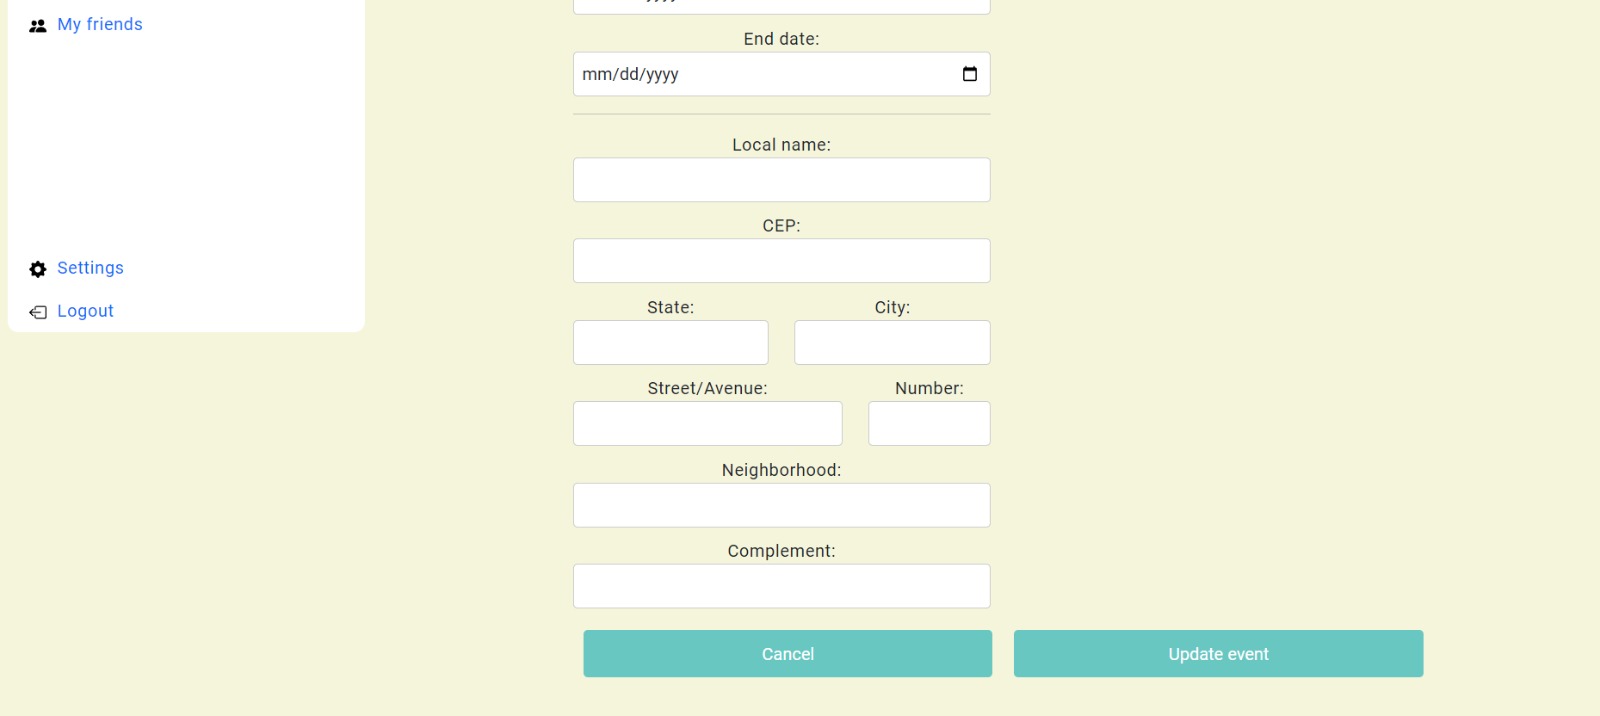 My friends
Settings
Logout
End date:
mm/dd/yyyy
Local name:
CEP:
State: City:
Street/Avenue: Number:
Neighborhood:
Complement:
Cancel Update event